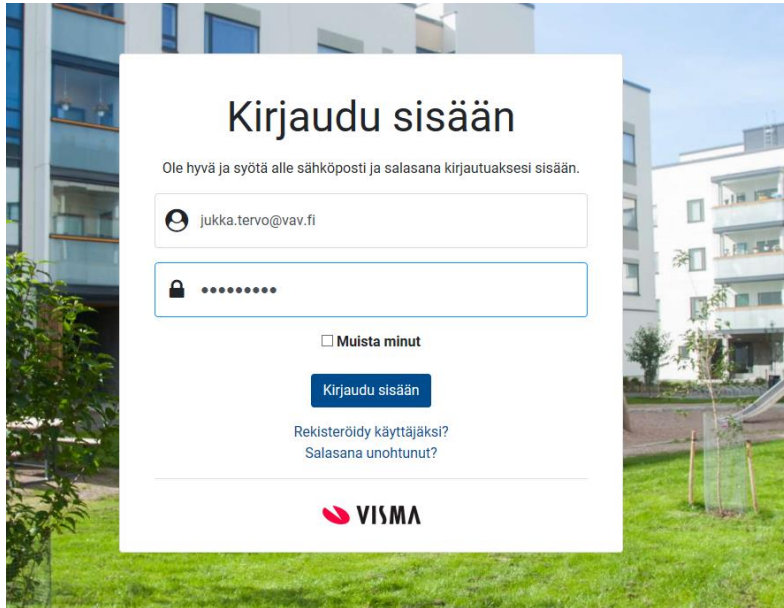 Kirjaudu sisään
Ole hyvä ja syötä alle sähköposti ja salasana kirjautuaksesi sisään.
jukka.tervo@vav.fi
•••••••••
Muista minut
Kirjaudu sisään
Rekisteröidy käyttäjäksi?
Salasana unohtunut?
VISMA